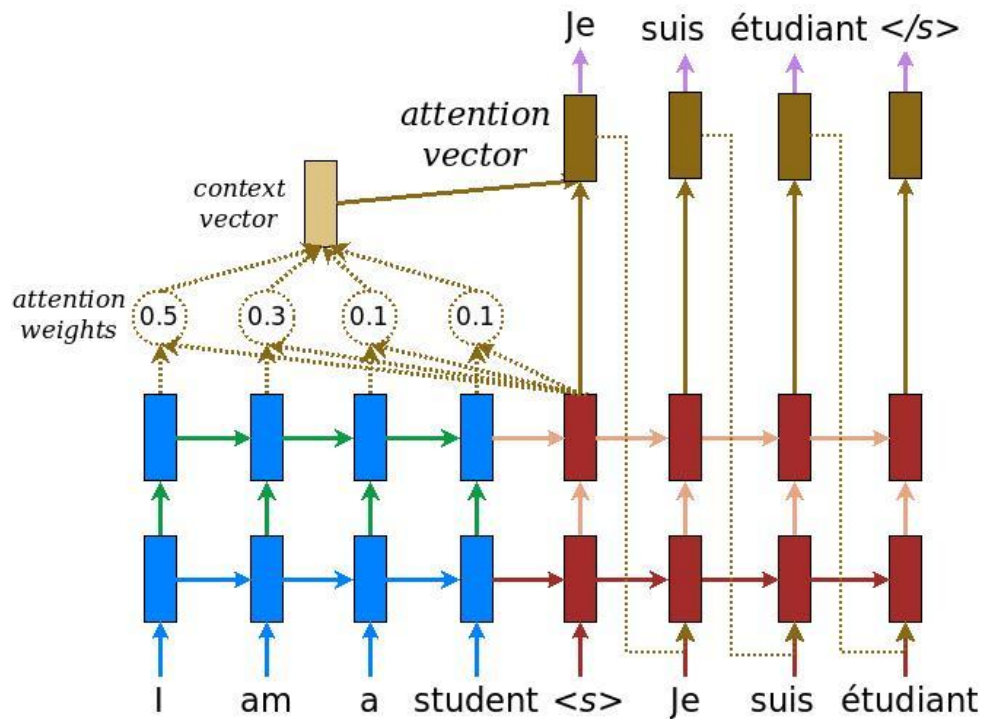 Je suis étudiant </s>
attention
vector
context
vector
attention
weights
0.5 0.3 0.1 0.1
I am a student <s> Je suis étudiant